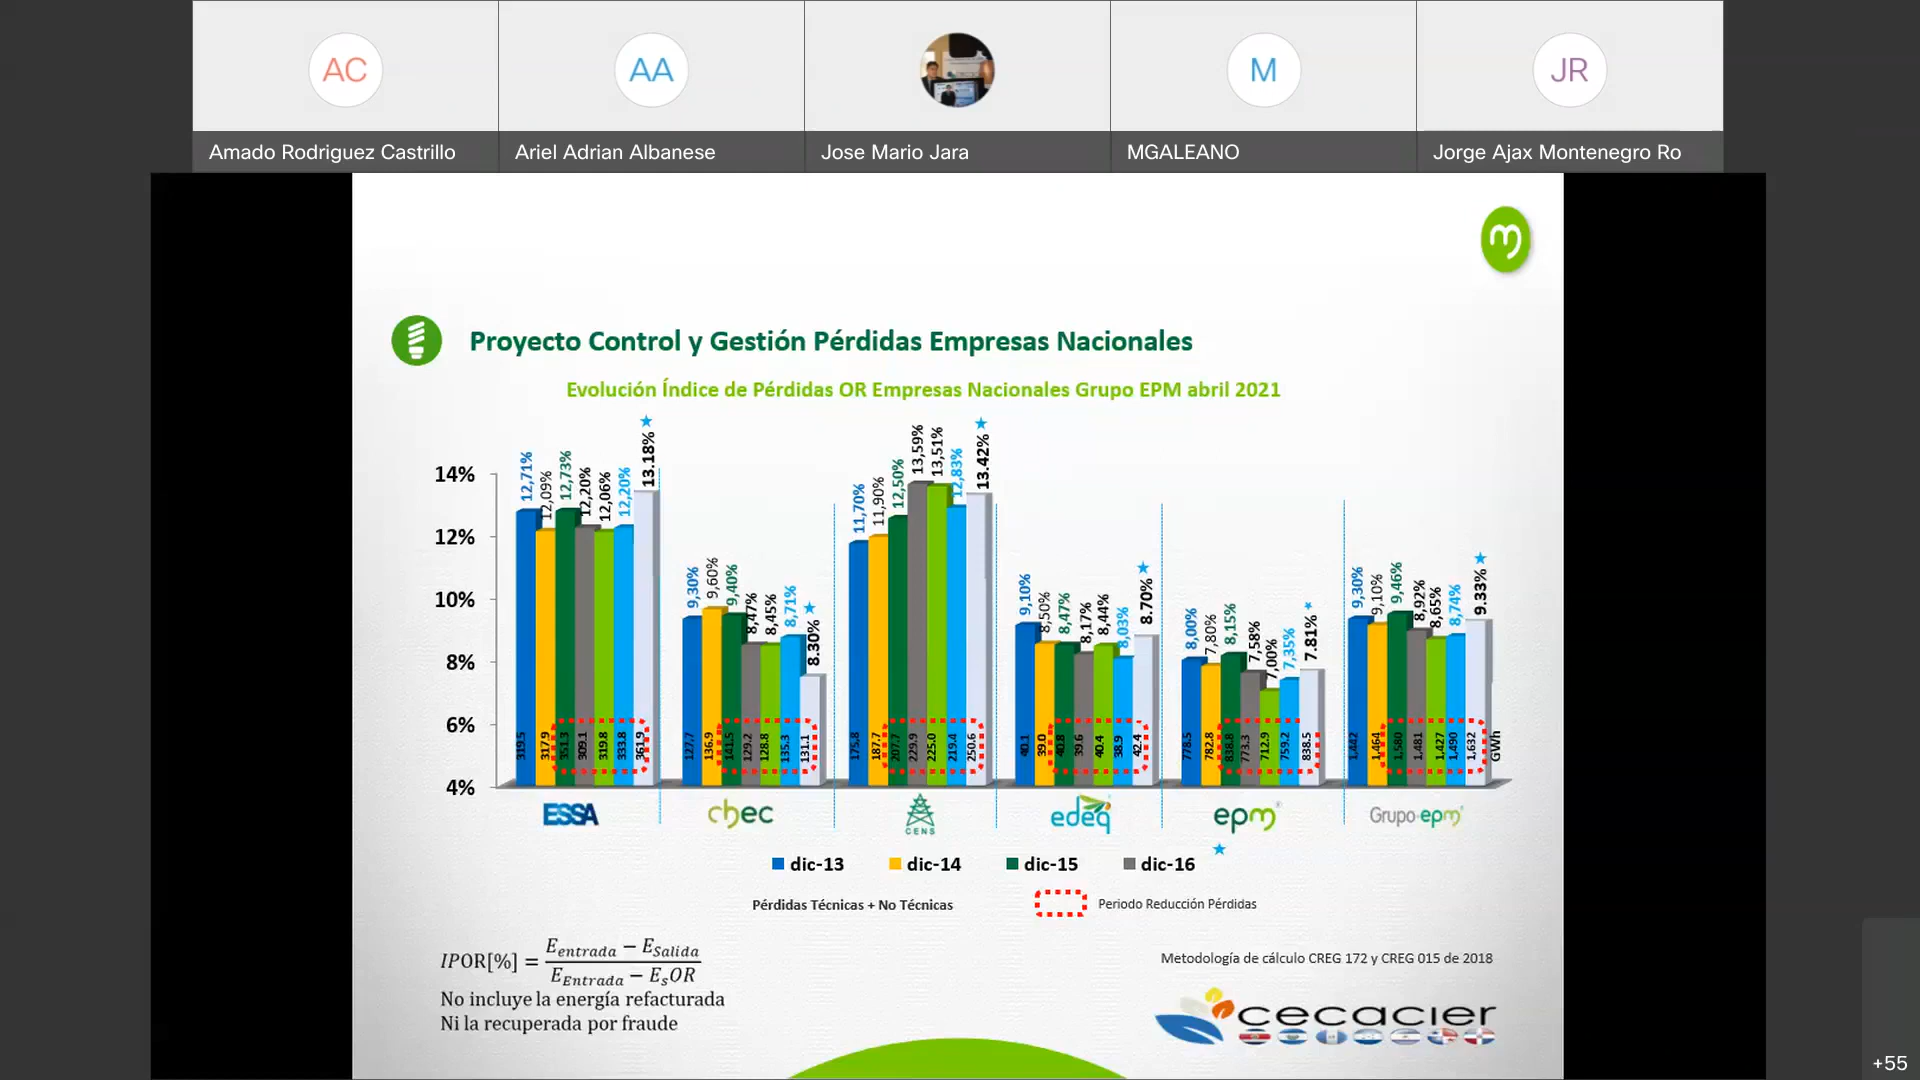 AC
AA
M
JR
Amado Rodriguez Castrillo
Ariel Adrian Albanese
Jose Mario Jara
MGALEANO
Jorge Ajax Montenegro Ro
Proyecto Control y Gestión Pérdidas Empresas Nacionales
Evolución Índice de Pérdidas OR Empresas Nacionales Grupo EPM abril 2021
14%
12%
10%
8%
6%
4%
12,71% 12,09% 12,73% 12,20% 12,06% 12,20% 13.18%
9,30% 9,60% 9,40% 8,47% 8,45% 8,71% 8.30%
11,70% 11,90% 12,50% 13,59% 13,51% 12,83% 13.42%
9,10% 8,50% 8,47% 8,17% 8,44% 8,03% 8.70%
8,00% 7,80% 8,15% 7,58% 7,00% 7,35% 7.81%
9,30% 9,10% 9,46% 8,92% 8,65% 8,74% 9.33%
319.5 317.9 351.3 309.1 319.8 333.8 361.9
127.7 136.9 141.5 129.2 128.8 135.3 131.1
175.8 187.7 207.7 229.9 225.0 219.4 250.6
40.1 39.0 40.8 39.6 40.4 38.9 42.4
778.5 782.8 838.8 773.3 712.9 759.2 838.5
1,442 1,464 1,580 1,481 1,427 1,490 1,632 GWh
ESSA
chec
CENS
edeq
epm
Grupo·epm
dic-13
dic-14
dic-15
dic-16
Pérdidas Técnicas + No Técnicas
Periodo Reducción Pérdidas
IPOR[%] = (E_entrada − E_Salida) / (E_Entrada − E_sOR)
No incluye la energía refacturada
Ni la recuperada por fraude
Metodología de cálculo CREG 172 y CREG 015 de 2018
cecacier
+55